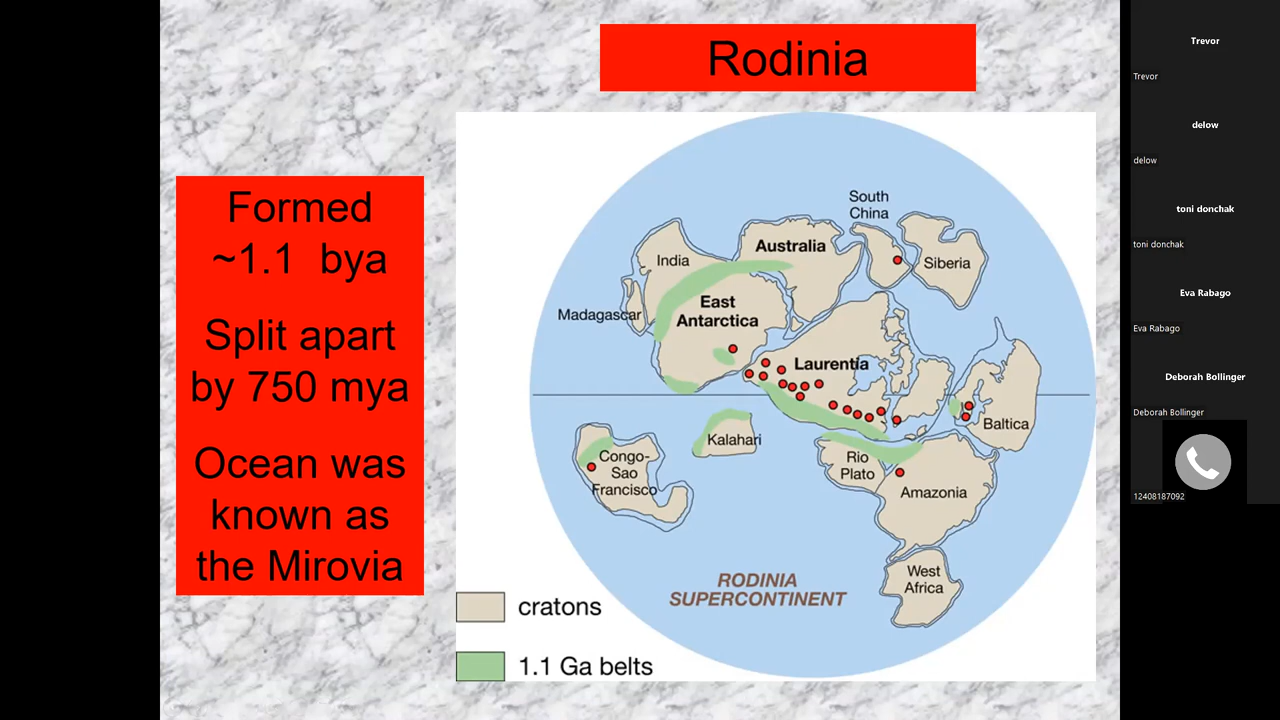 Rodinia
Formed
~1.1 bya
Split apart
by 750 mya
Ocean was
known as
the Mirovia
South
China
Australia
India
Siberia
East
Antarctica
Madagascar
Laurentia
Kalahari
Baltica
Congo-
Sao
Francisco
Rio
Plato
Amazonia
West
Africa
RODINIA
SUPERCONTINENT
cratons
1.1 Ga belts
Trevor
Trevor
delow
delow
toni donchak
toni donchak
Eva Rabago
Eva Rabago
Deborah Bollinger
Deborah Bollinger
12408187092